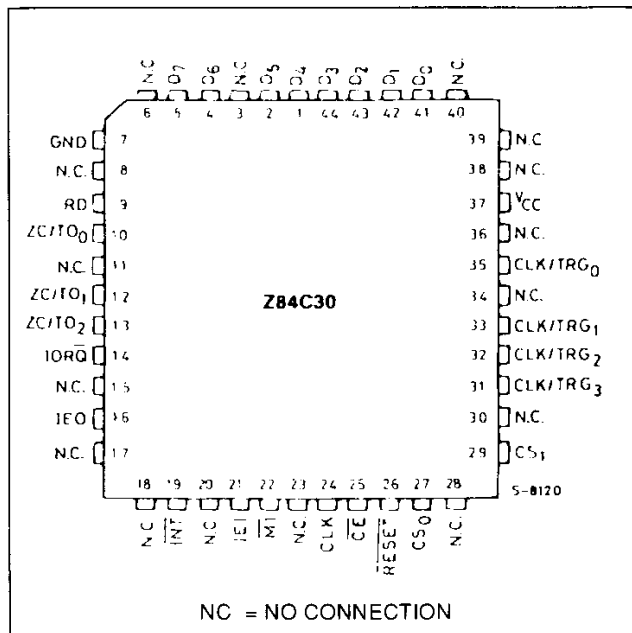 N.C D7 D6 N.C D5 D4 D3 D2 D1 D0 N.C.
6 5 4 3 2 1 44 43 42 41 40
GND 7
N.C. 8
RD 9
ZC/TO0 10
N.C. 11
ZC/TO1 12
ZC/TO2 13
IORQ 14
N.C. 15
IEO 16
N.C. 17
Z84C30
39 N.C
38 N.C.
37 VCC
36 N.C.
35 CLK/TRG0
34 N.C.
33 CLK/TRG1
32 CLK/TRG2
31 CLK/TRG3
30 N.C.
29 CS1
18 19 20 21 22 23 24 25 26 27 28
N.C INT N.C IEI M1 N.C. CLK CE RESET CS0 N.C.
S-8120
NC = NO CONNECTION